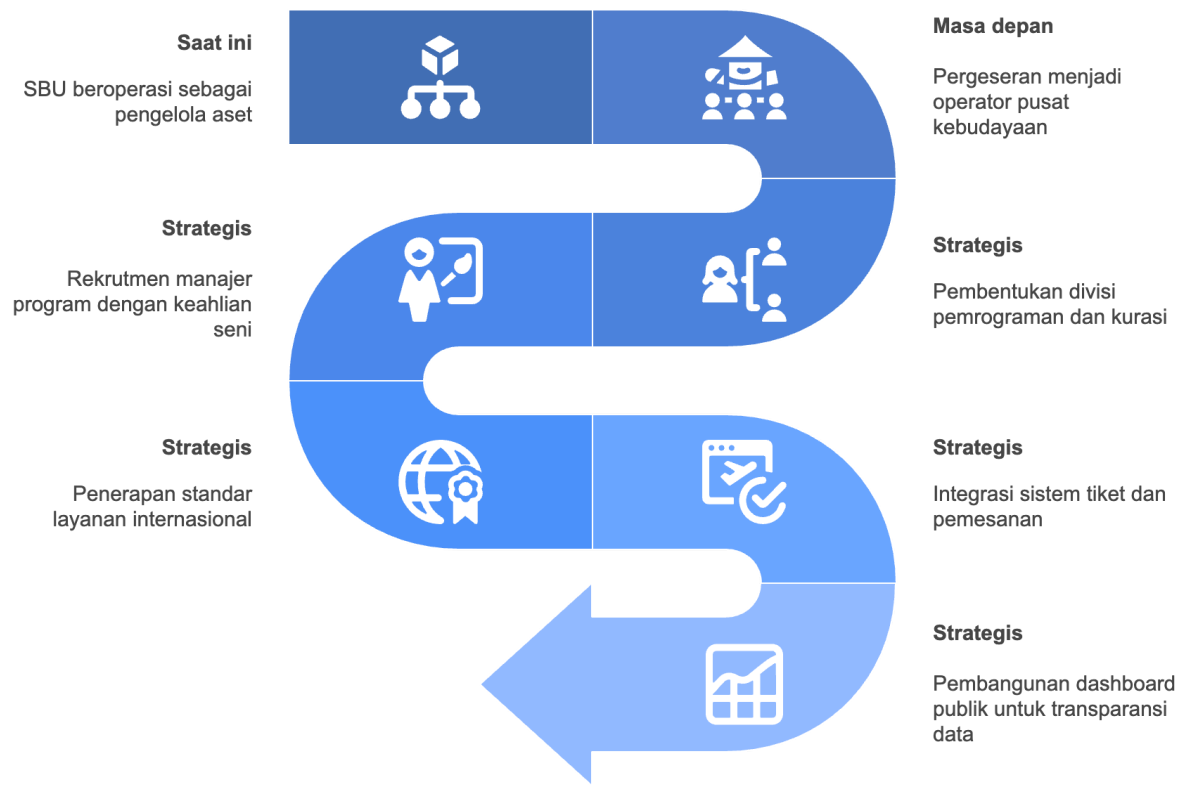 Saat ini
SBU beroperasi sebagai
pengelola aset
Masa depan
Pergeseran menjadi
operator pusat
kebudayaan
Strategis
Pembentukan divisi
pemrograman dan kurasi
Strategis
Rekrutmen manajer
program dengan keahlian
seni
Strategis
Penerapan standar
layanan internasional
Strategis
Integrasi sistem tiket dan
pemesanan
Strategis
Pembangunan dashboard
publik untuk transparansi
data